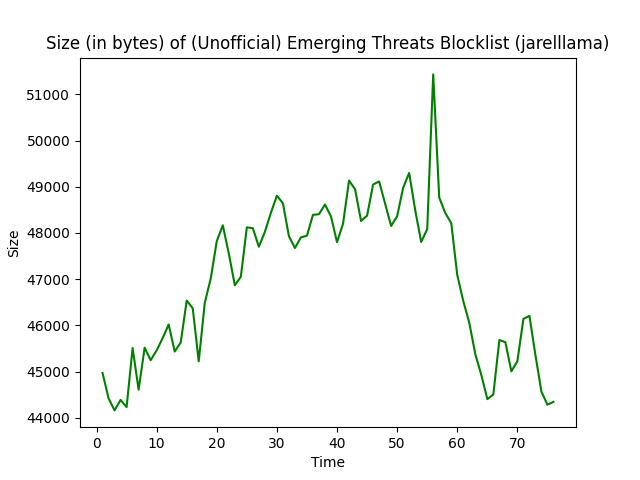 Size (in bytes) of (Unofficial) Emerging Threats Blocklist (jarelllama)
51000
50000
49000
48000
47000
46000
45000
44000
Size
0 10 20 30 40 50 60 70
Time